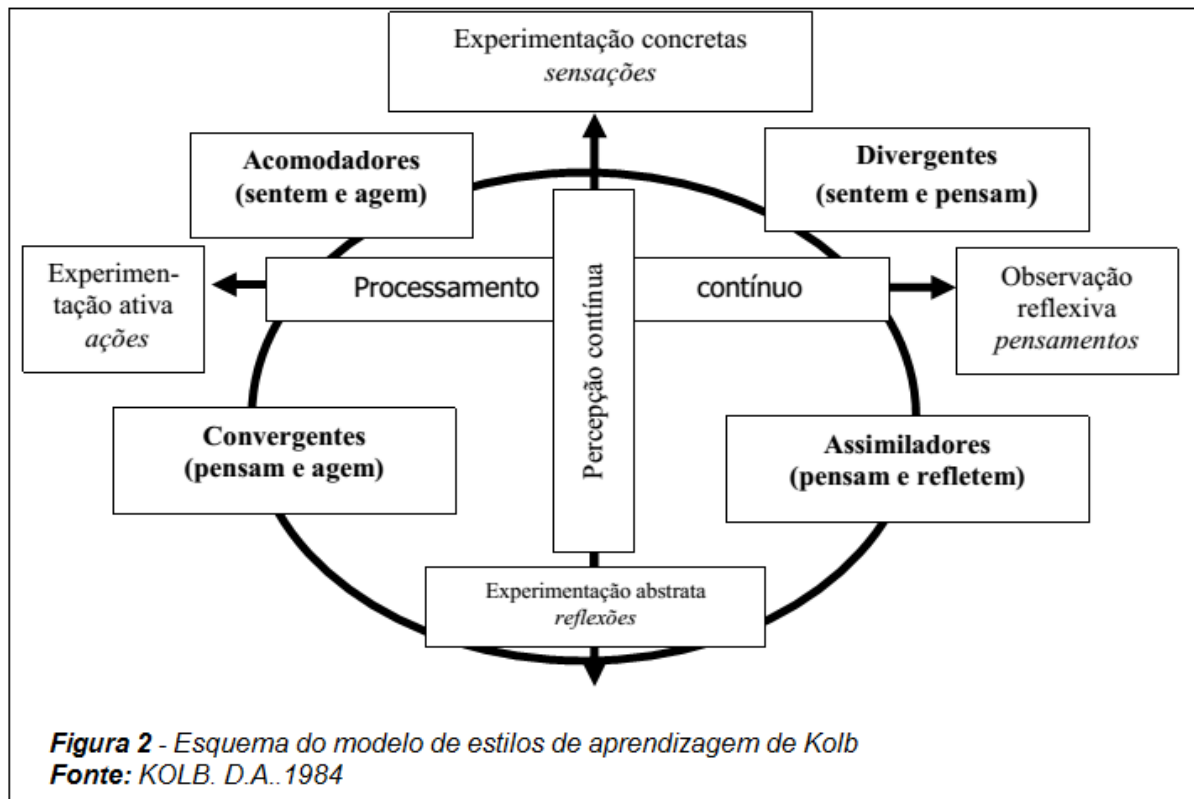 Experimentação concretas
sensações
Acomodadores
(sentem e agem)
Divergentes
(sentem e pensam)
Experimen-
tação ativa
ações
Processamento contínuo
Percepção contínua
Observação
reflexiva
pensamentos
Convergentes
(pensam e agem)
Assimiladores
(pensam e refletem)
Experimentação abstrata
reflexões
Figura 2 - Esquema do modelo de estilos de aprendizagem de Kolb
Fonte: KOLB. D.A..1984